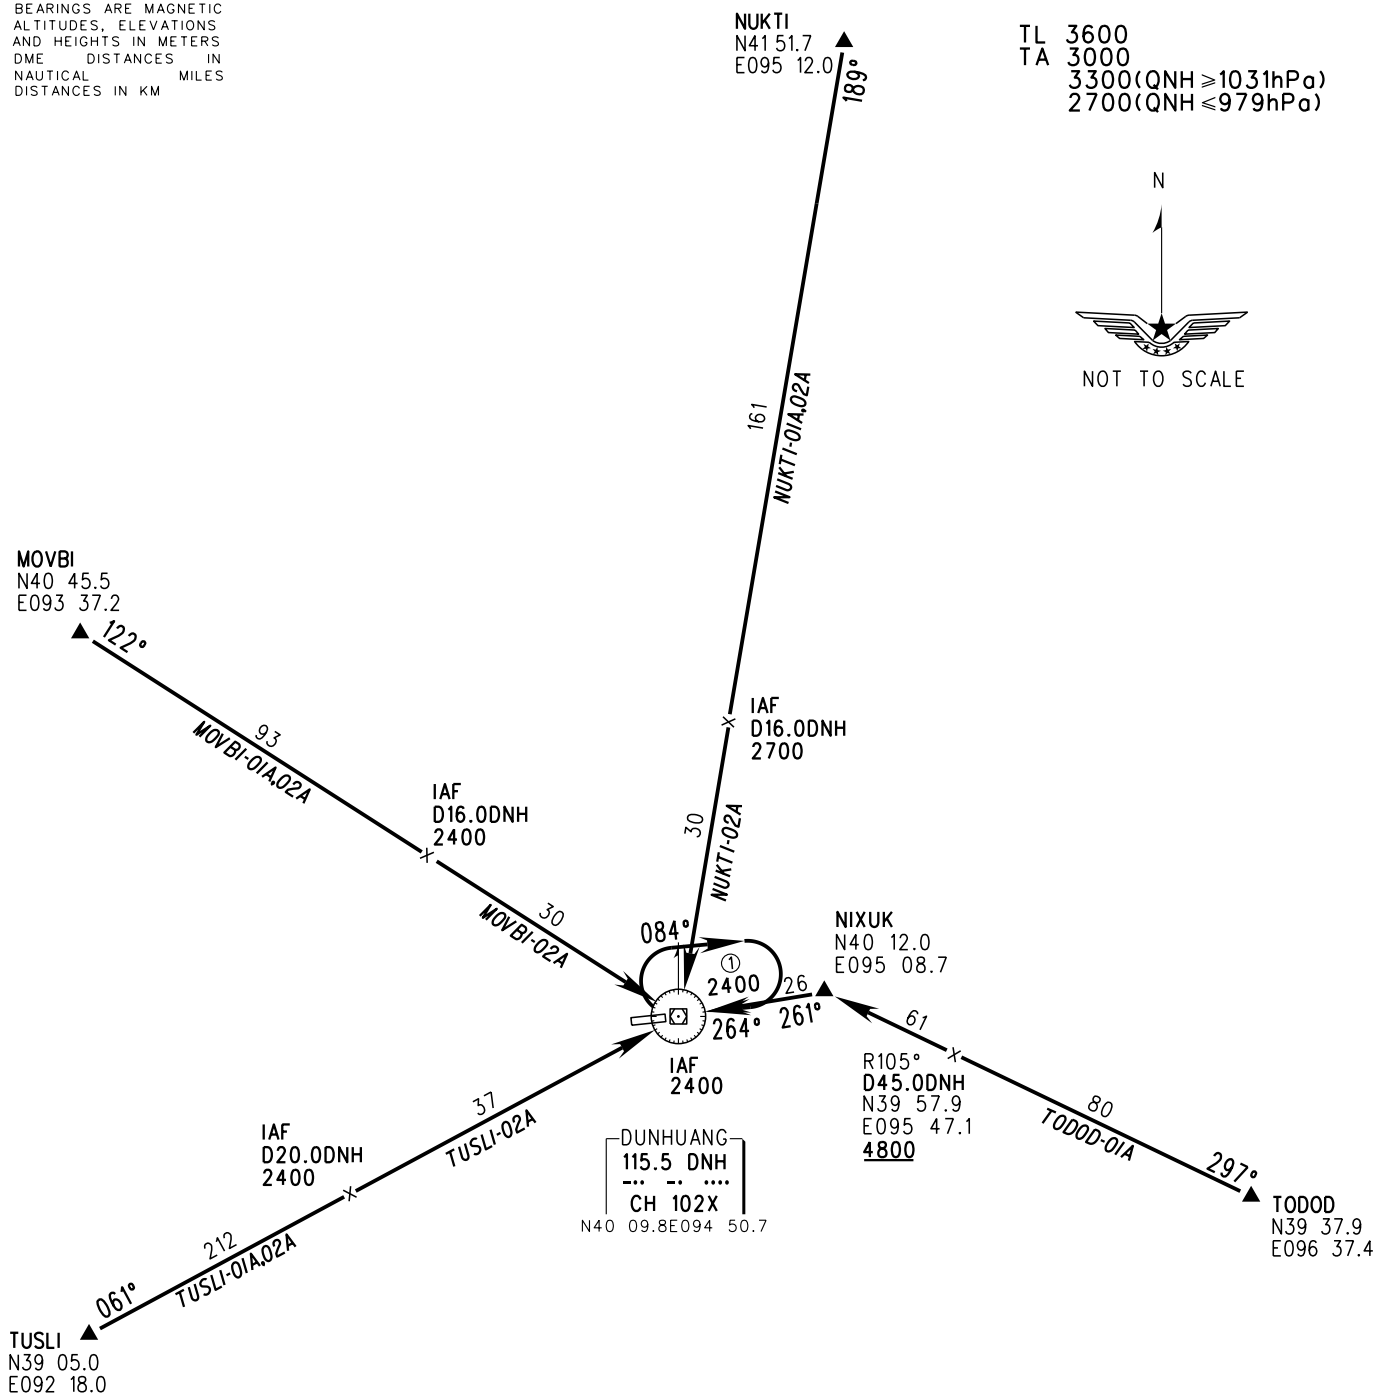 BEARINGS ARE MAGNETIC
ALTITUDES, ELEVATIONS
AND HEIGHTS IN METERS
DME DISTANCES IN
NAUTICAL MILES
DISTANCES IN KM
NUKTI
N41 51.7
E095 12.0
189°
TL 3600
TA 3000
3300(QNH ≥1031hPa)
2700(QNH ≤979hPa)
N
NOT TO SCALE
161
NUKTI-01A,02A
MOVBI
N40 45.5
E093 37.2
122°
93
MOVBI-01A,02A
IAF
D16.0DNH
2700
IAF
D16.0DNH
2400
30
NUKTI-02A
30
MOVBI-02A
084°
①
2400
NIXUK
N40 12.0
E095 08.7
26
264°
261°
61
IAF
2400
R105°
D45.0DNH
N39 57.9
E095 47.1
4800
80
TODOD-01A
297°
TODOD
N39 37.9
E096 37.4
37
TUSLI-02A
IAF
D20.0DNH
2400
DUNHUANG
115.5 DNH
-·· -· ····
CH 102X
N40 09.8E094 50.7
212
TUSLI-01A,02A
061°
TUSLI
N39 05.0
E092 18.0